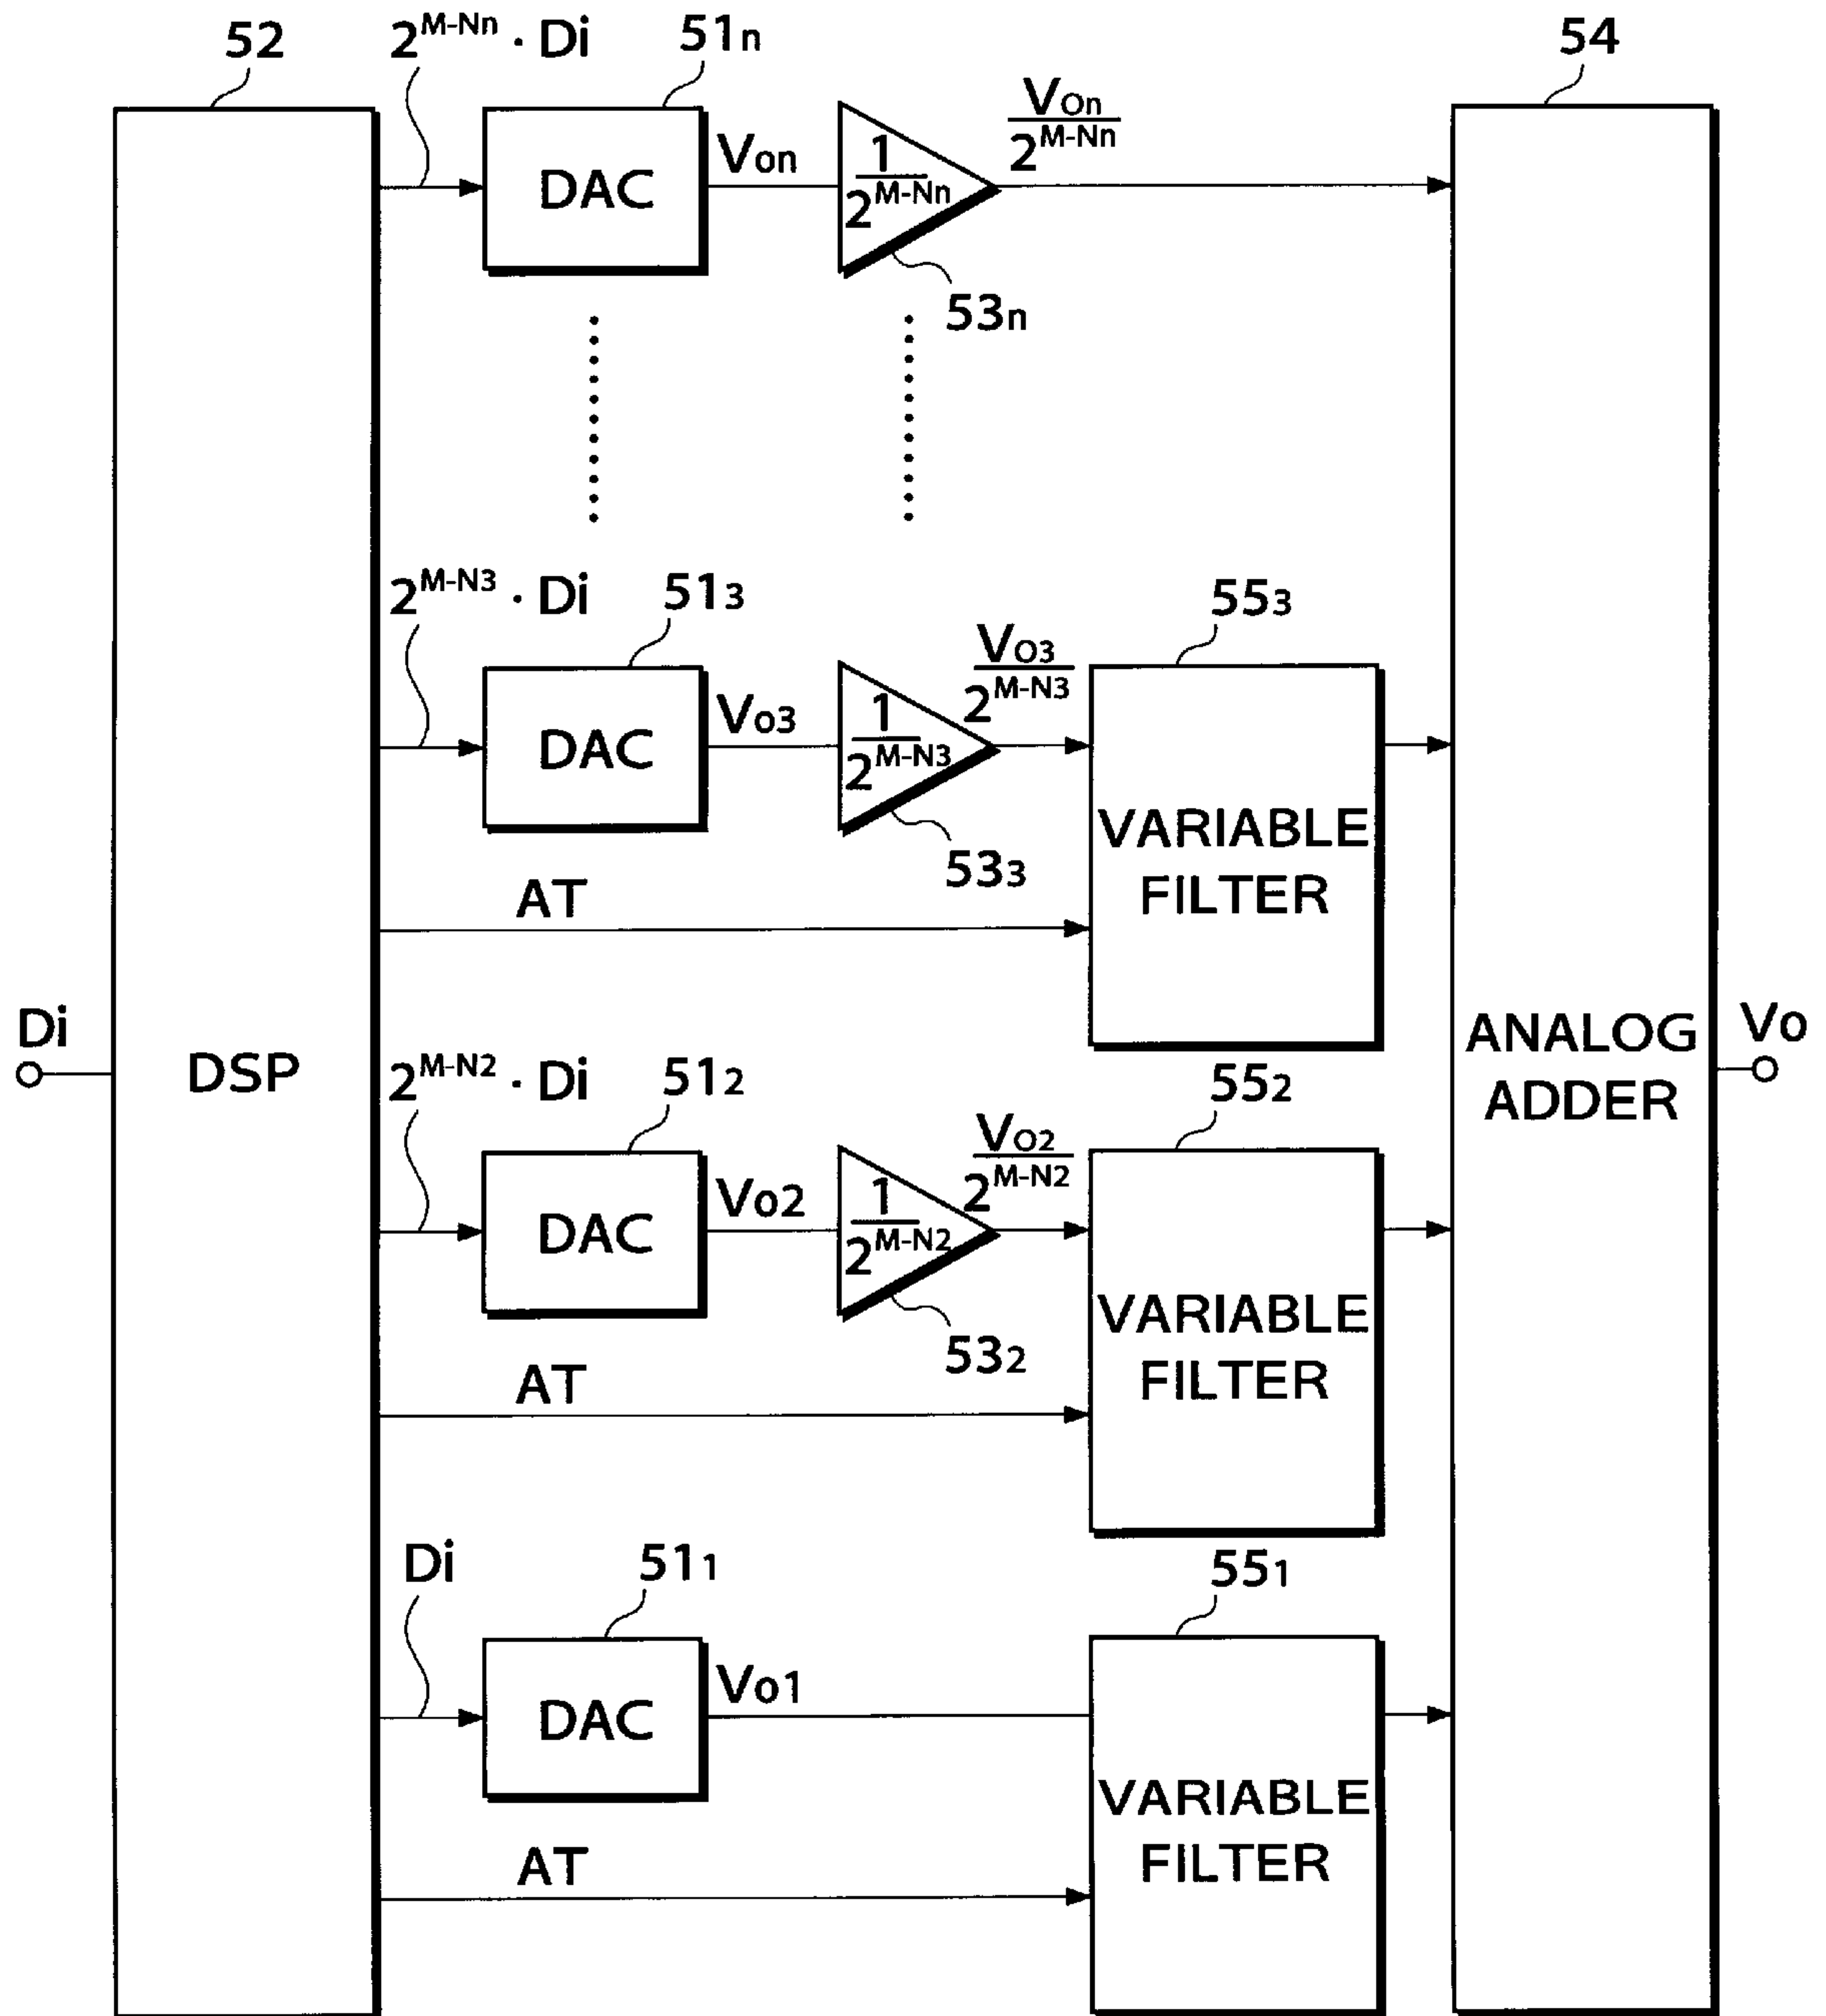 52
2^{M-Nn} · Di
51n
54
DAC
Von
1/2^{M-Nn}
VOn/2^{M-Nn}
53n
2^{M-N3} · Di
51₃
55₃
DAC
Vo3
1/2^{M-N3}
VO3/2^{M-N3}
53₃
VARIABLE
FILTER
AT
Di
DSP
ANALOG
ADDER
Vo
2^{M-N2} · Di
51₂
55₂
DAC
Vo2
1/2^{M-N2}
VO2/2^{M-N2}
53₂
VARIABLE
FILTER
AT
Di
51₁
55₁
DAC
Vo1
VARIABLE
FILTER
AT